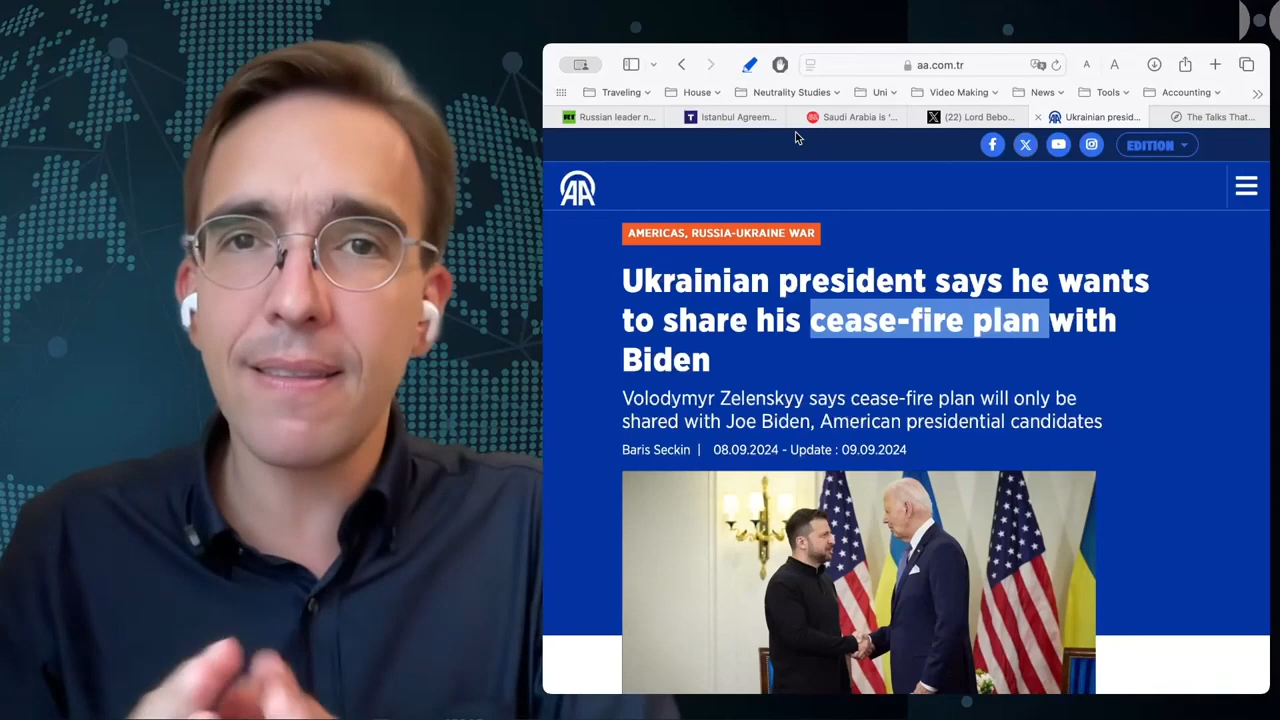 aa.com.tr
A
A
Traveling
House
Neutrality Studies
Uni
Video Making
News
Tools
Accounting
Russian leader n...
Istanbul Agreem...
Saudi Arabia is '...
(22) Lord Bebo...
Ukrainian presid...
The Talks That...
EDITION
AA
AMERICAS, RUSSIA-UKRAINE WAR
Ukrainian president says he wants
to share his cease-fire plan with
Biden
Volodymyr Zelenskyy says cease-fire plan will only be
shared with Joe Biden, American presidential candidates
Baris Seckin | 08.09.2024 - Update : 09.09.2024